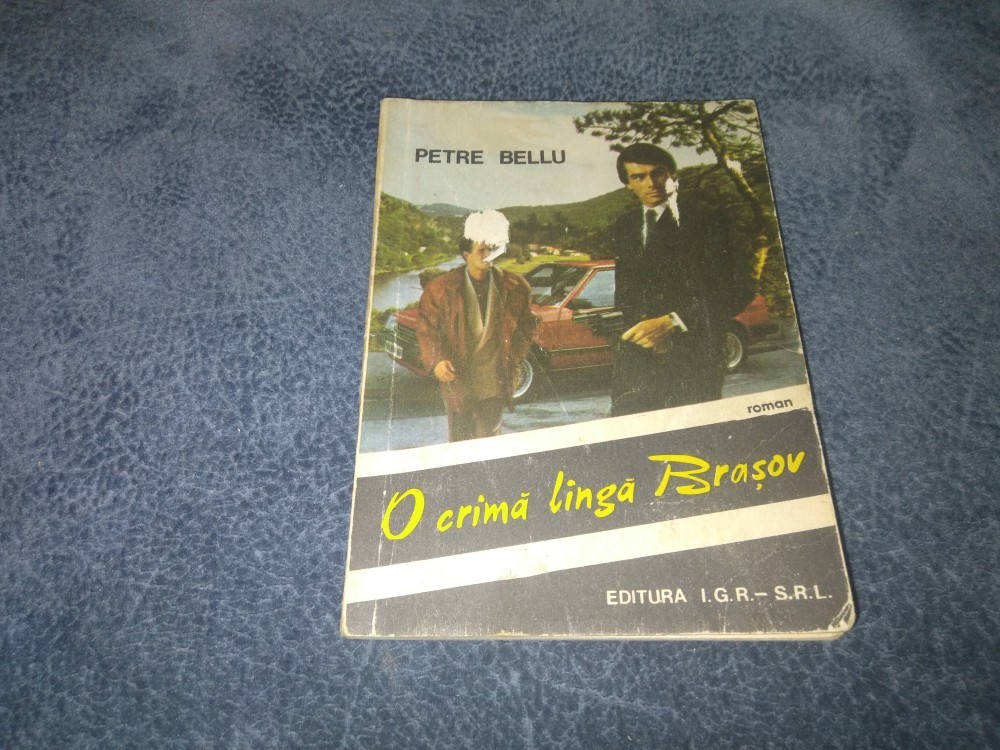 PETRE BELLU
roman
O crimă lingă Brașov
EDITURA I.G.R.— S.R.L.